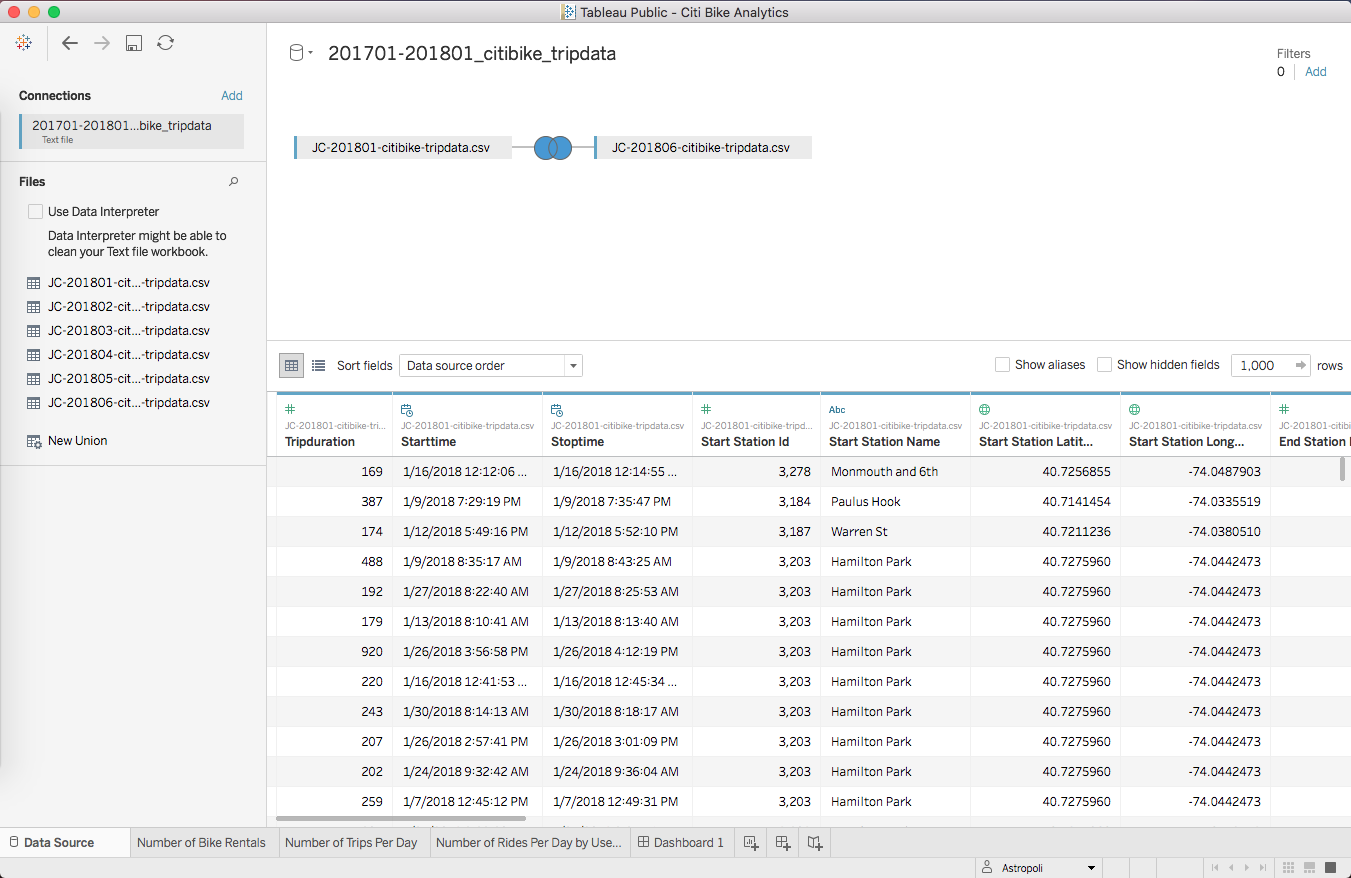 Tableau Public - Citi Bike Analytics
Connections Add
201701-201801...bike_tripdata
Text file
Files
Use Data Interpreter
Data Interpreter might be able to
clean your Text file workbook.
JC-201801-cit...-tripdata.csv
JC-201802-cit...-tripdata.csv
JC-201803-cit...-tripdata.csv
JC-201804-cit...-tripdata.csv
JC-201805-cit...-tripdata.csv
JC-201806-cit...-tripdata.csv
New Union
201701-201801_citibike_tripdata
Filters
0 Add
JC-201801-citibike-tripdata.csv JC-201806-citibike-tripdata.csv
Sort fields Data source order Show aliases Show hidden fields 1,000 rows
# # Abc #
JC-201801-citibike-tri... JC-201801-citibike-tripdata.csv JC-201801-citibike-tripdata.csv JC-201801-citibike-tripd... JC-201801-citibike-tripdata.csv JC-201801-citibike-tripdata.csv JC-201801-citibike-tripdata.csv JC-201801-citib
Tripduration Starttime Stoptime Start Station Id Start Station Name Start Station Latit... Start Station Long... End Station
169 1/16/2018 12:12:06 ... 1/16/2018 12:14:55 ... 3,278 Monmouth and 6th 40.7256855 -74.0487903
387 1/9/2018 7:29:19 PM 1/9/2018 7:35:47 PM 3,184 Paulus Hook 40.7141454 -74.0335519
174 1/12/2018 5:49:16 PM 1/12/2018 5:52:10 PM 3,187 Warren St 40.7211236 -74.0380510
488 1/9/2018 8:35:17 AM 1/9/2018 8:43:25 AM 3,203 Hamilton Park 40.7275960 -74.0442473
192 1/27/2018 8:22:40 AM 1/27/2018 8:25:53 AM 3,203 Hamilton Park 40.7275960 -74.0442473
179 1/13/2018 8:10:41 AM 1/13/2018 8:13:40 AM 3,203 Hamilton Park 40.7275960 -74.0442473
920 1/26/2018 3:56:58 PM 1/26/2018 4:12:19 PM 3,203 Hamilton Park 40.7275960 -74.0442473
220 1/16/2018 12:41:53 ... 1/16/2018 12:45:34 ... 3,203 Hamilton Park 40.7275960 -74.0442473
243 1/30/2018 8:14:13 AM 1/30/2018 8:18:17 AM 3,203 Hamilton Park 40.7275960 -74.0442473
207 1/26/2018 2:57:41 PM 1/26/2018 3:01:09 PM 3,203 Hamilton Park 40.7275960 -74.0442473
202 1/24/2018 9:32:42 AM 1/24/2018 9:36:04 AM 3,203 Hamilton Park 40.7275960 -74.0442473
259 1/7/2018 12:45:12 PM 1/7/2018 12:49:31 PM 3,203 Hamilton Park 40.7275960 -74.0442473
Data Source Number of Bike Rentals Number of Trips Per Day Number of Rides Per Day by Use... Dashboard 1
Astropoli